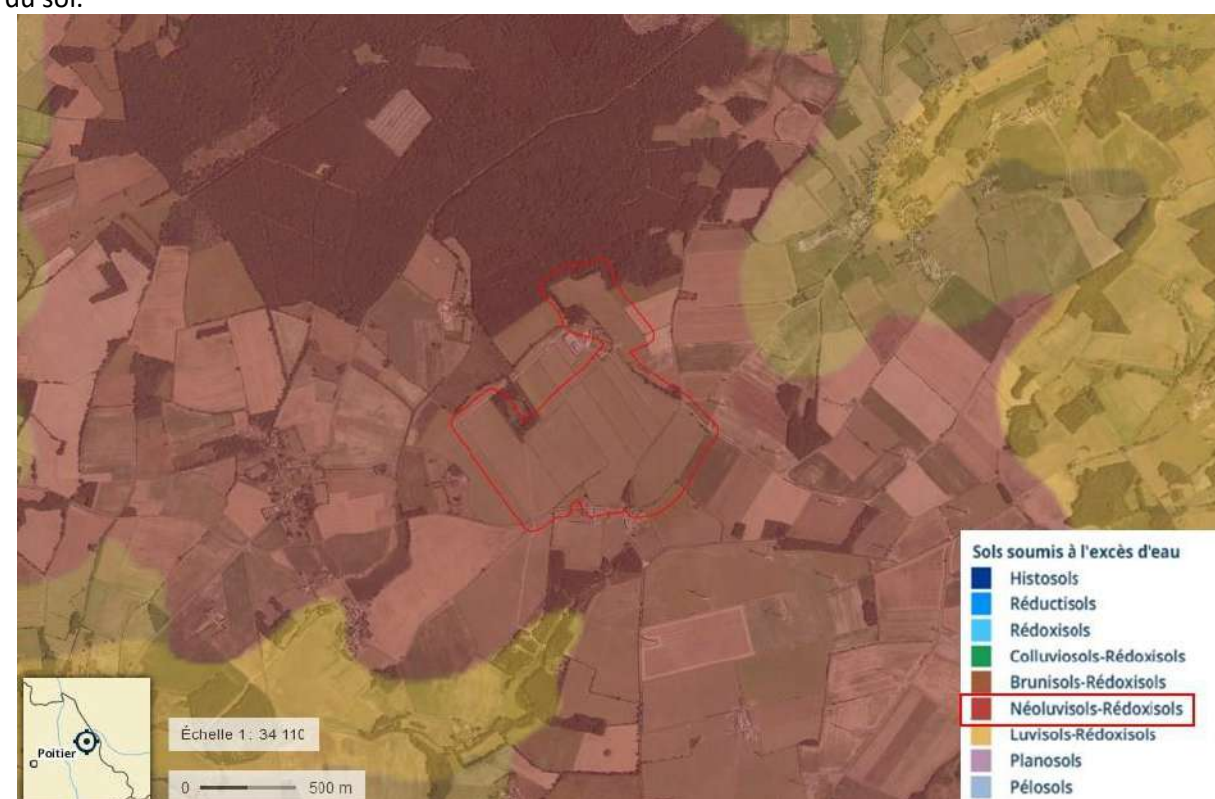 du sol.
Sols soumis à l'excès d'eau
Histosols
Réductisols
Rédoxisols
Colluviosols-Rédoxisols
Brunisols-Rédoxisols
Néoluvisols-Rédoxisols
Luvisols-Rédoxisols
Planosols
Pélosols
Poitier
Échelle 1 : 34 110
0 500 m